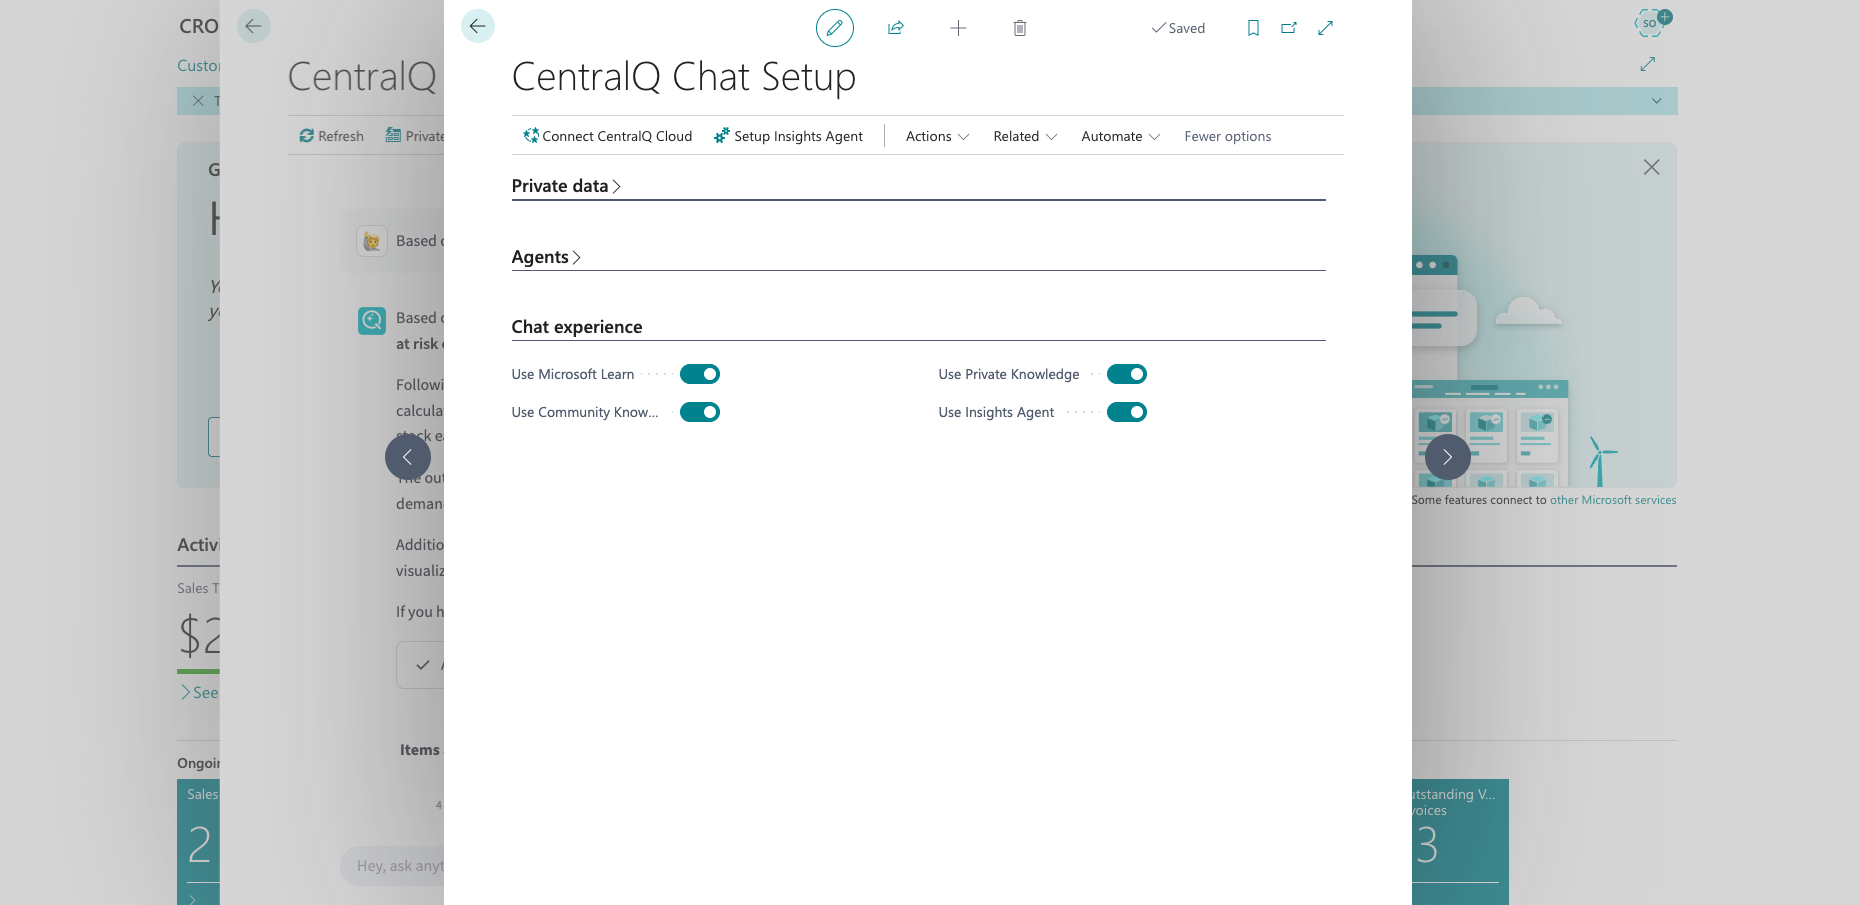 CRO
Custo
CentralQ
Refresh
Private
Based
Based
at risk
Followi
calcula
stock
The out
deman
Additio
visualiz
If you h
Items
4
Hey, ask anyt
Activi
Sales T
$2
See
Ongoin
Sales
2
Saved
CentralQ Chat Setup
Connect CentralQ Cloud
Setup Insights Agent
Actions
Related
Automate
Fewer options
Private data
Agents
Chat experience
Use Microsoft Learn
Use Private Knowledge
Use Community Know...
Use Insights Agent
SO
Some features connect to other Microsoft services
utstanding V...
voices
3